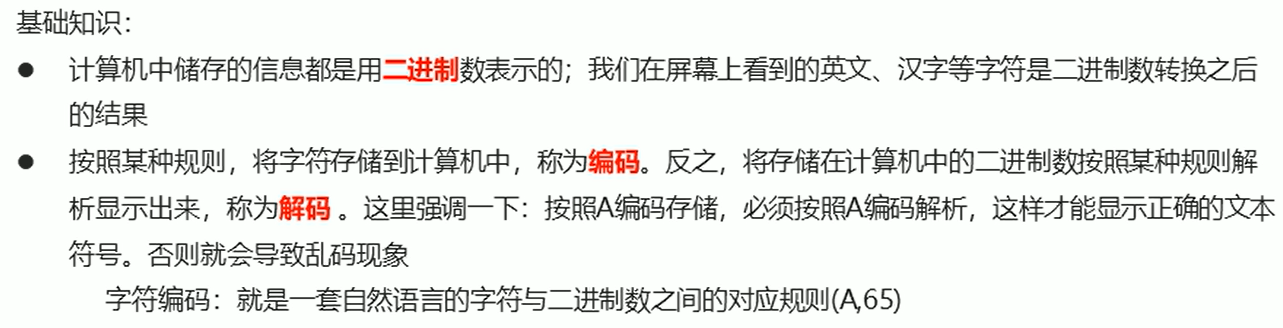 基础知识：
● 计算机中储存的信息都是用二进制数表示的；我们在屏幕上看到的英文、汉字等字符是二进制数转换之后
的结果
● 按照某种规则，将字符存储到计算机中，称为编码。反之，将存储在计算机中的二进制数按照某种规则解
析显示出来，称为解码 。这里强调一下：按照A编码存储，必须按照A编码解析，这样才能显示正确的文本
符号。否则就会导致乱码现象
字符编码：就是一套自然语言的字符与二进制数之间的对应规则(A,65)